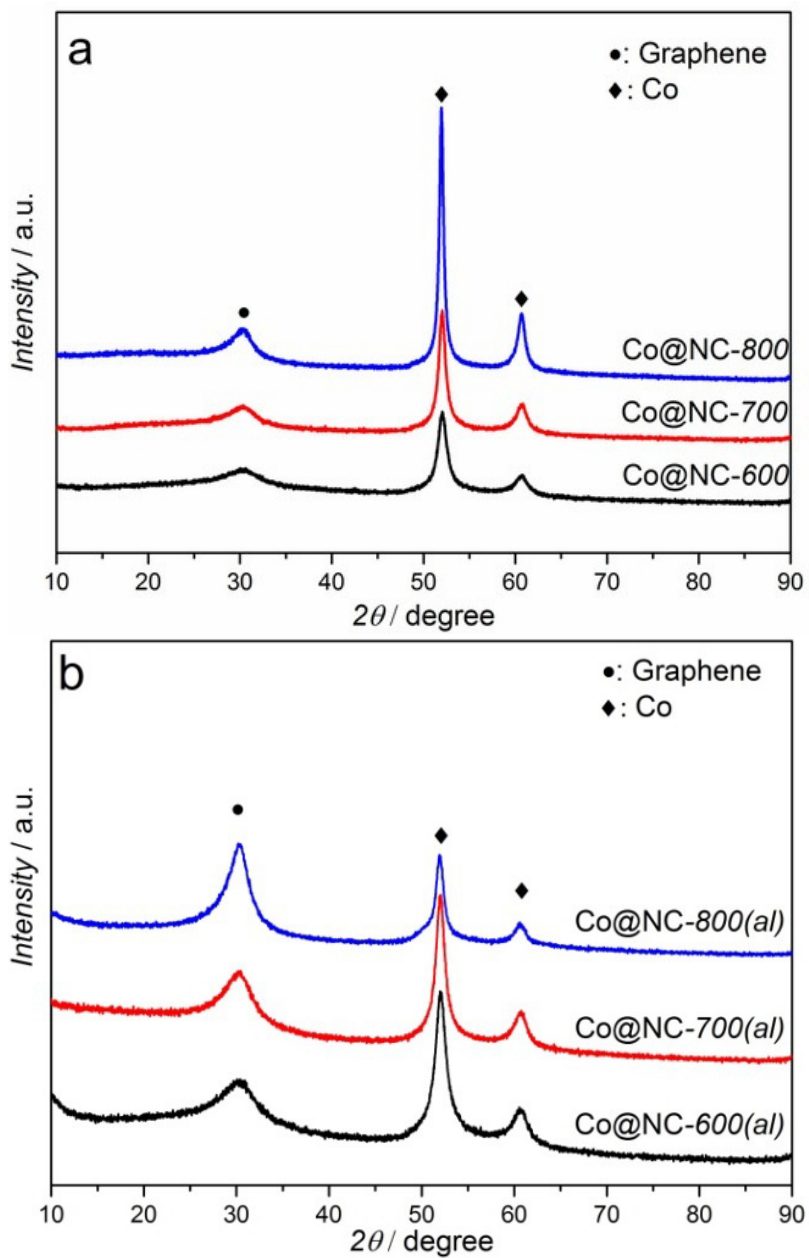 a
●: Graphene
◆: Co
Intensity / a.u.
Co@NC-800
Co@NC-700
Co@NC-600
10 20 30 40 50 60 70 80 90
2θ / degree
b
●: Graphene
◆: Co
Intensity / a.u.
Co@NC-800(al)
Co@NC-700(al)
Co@NC-600(al)
10 20 30 40 50 60 70 80 90
2θ / degree